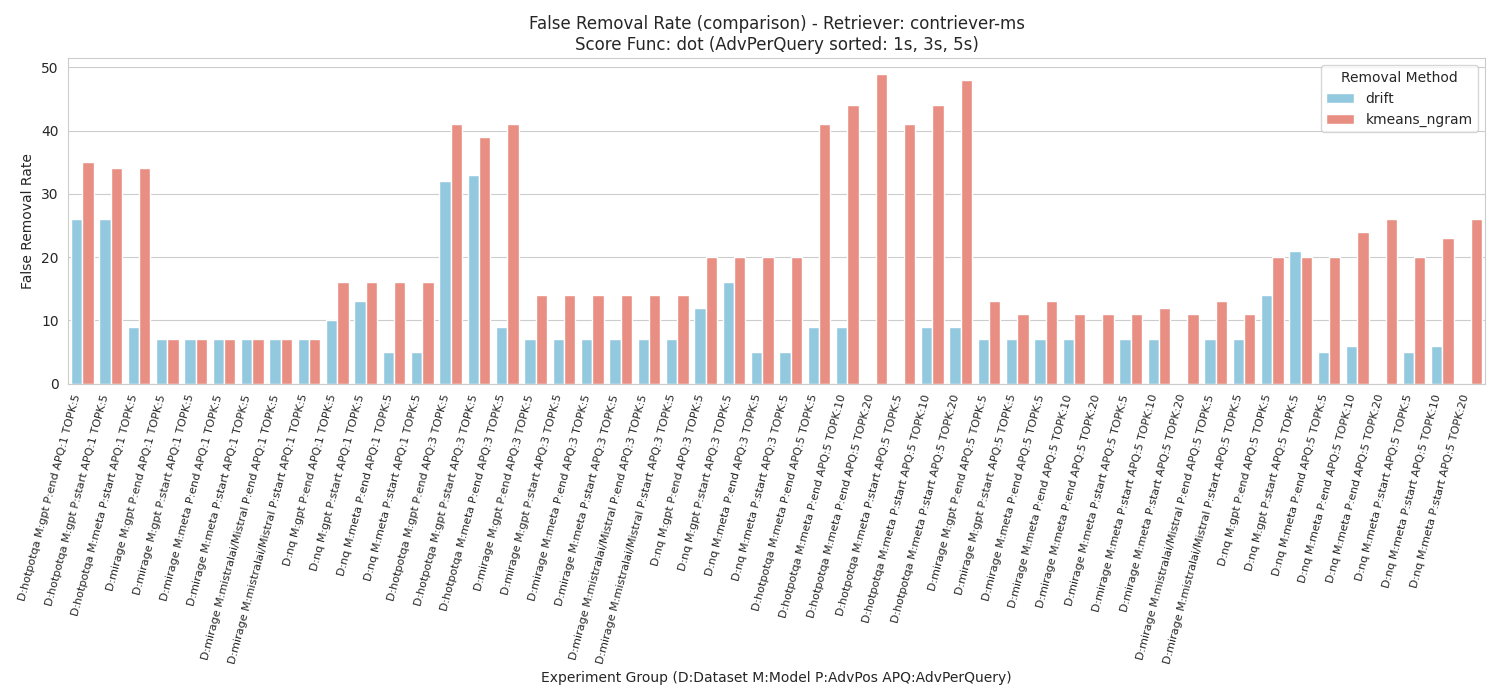 False Removal Rate (comparison) - Retriever: contriever-ms
Score Func: dot (AdvPerQuery sorted: 1s, 3s, 5s)
Removal Method
drift
kmeans_ngram
False Removal Rate
50
40
30
20
10
0
D:hotpotqa M:gpt P:end APQ:1 TOPK:5
D:hotpotqa M:gpt P:start APQ:1 TOPK:5
D:hotpotqa M:meta P:start APQ:1 TOPK:5
D:mirage M:gpt P:end APQ:1 TOPK:5
D:mirage M:gpt P:start APQ:1 TOPK:5
D:mirage M:meta P:end APQ:1 TOPK:5
D:mirage M:meta P:start APQ:1 TOPK:5
D:mirage M:mistralai/Mistral P:end APQ:1 TOPK:5
D:mirage M:mistralai/Mistral P:start APQ:1 TOPK:5
D:nq M:gpt P:end APQ:1 TOPK:5
D:nq M:gpt P:start APQ:1 TOPK:5
D:nq M:meta P:end APQ:1 TOPK:5
D:nq M:meta P:start APQ:1 TOPK:5
D:hotpotqa M:gpt P:end APQ:3 TOPK:5
D:hotpotqa M:gpt P:start APQ:3 TOPK:5
D:hotpotqa M:meta P:end APQ:3 TOPK:5
D:mirage M:gpt P:end APQ:3 TOPK:5
D:mirage M:gpt P:start APQ:3 TOPK:5
D:mirage M:meta P:end APQ:3 TOPK:5
D:mirage M:meta P:start APQ:3 TOPK:5
D:mirage M:mistralai/Mistral P:end APQ:3 TOPK:5
D:mirage M:mistralai/Mistral P:start APQ:3 TOPK:5
D:nq M:gpt P:end APQ:3 TOPK:5
D:nq M:gpt P:start APQ:3 TOPK:5
D:nq M:meta P:end APQ:3 TOPK:5
D:nq M:meta P:start APQ:3 TOPK:5
D:hotpotqa M:meta P:end APQ:5 TOPK:5
D:hotpotqa M:meta P:end APQ:5 TOPK:10
D:hotpotqa M:meta P:end APQ:5 TOPK:20
D:hotpotqa M:meta P:start APQ:5 TOPK:5
D:hotpotqa M:meta P:start APQ:5 TOPK:10
D:hotpotqa M:meta P:start APQ:5 TOPK:20
D:mirage M:gpt P:end APQ:5 TOPK:5
D:mirage M:gpt P:start APQ:5 TOPK:5
D:mirage M:meta P:end APQ:5 TOPK:5
D:mirage M:meta P:end APQ:5 TOPK:10
D:mirage M:meta P:end APQ:5 TOPK:20
D:mirage M:meta P:start APQ:5 TOPK:5
D:mirage M:meta P:start APQ:5 TOPK:10
D:mirage M:meta P:start APQ:5 TOPK:20
D:mirage M:mistralai/Mistral P:end APQ:5 TOPK:5
D:mirage M:mistralai/Mistral P:start APQ:5 TOPK:5
D:nq M:gpt P:end APQ:5 TOPK:5
D:nq M:gpt P:start APQ:5 TOPK:5
D:nq M:meta P:end APQ:5 TOPK:5
D:nq M:meta P:end APQ:5 TOPK:10
D:nq M:meta P:end APQ:5 TOPK:20
D:nq M:meta P:start APQ:5 TOPK:5
D:nq M:meta P:start APQ:5 TOPK:10
D:nq M:meta P:start APQ:5 TOPK:20
Experiment Group (D:Dataset M:Model P:AdvPos APQ:AdvPerQuery)